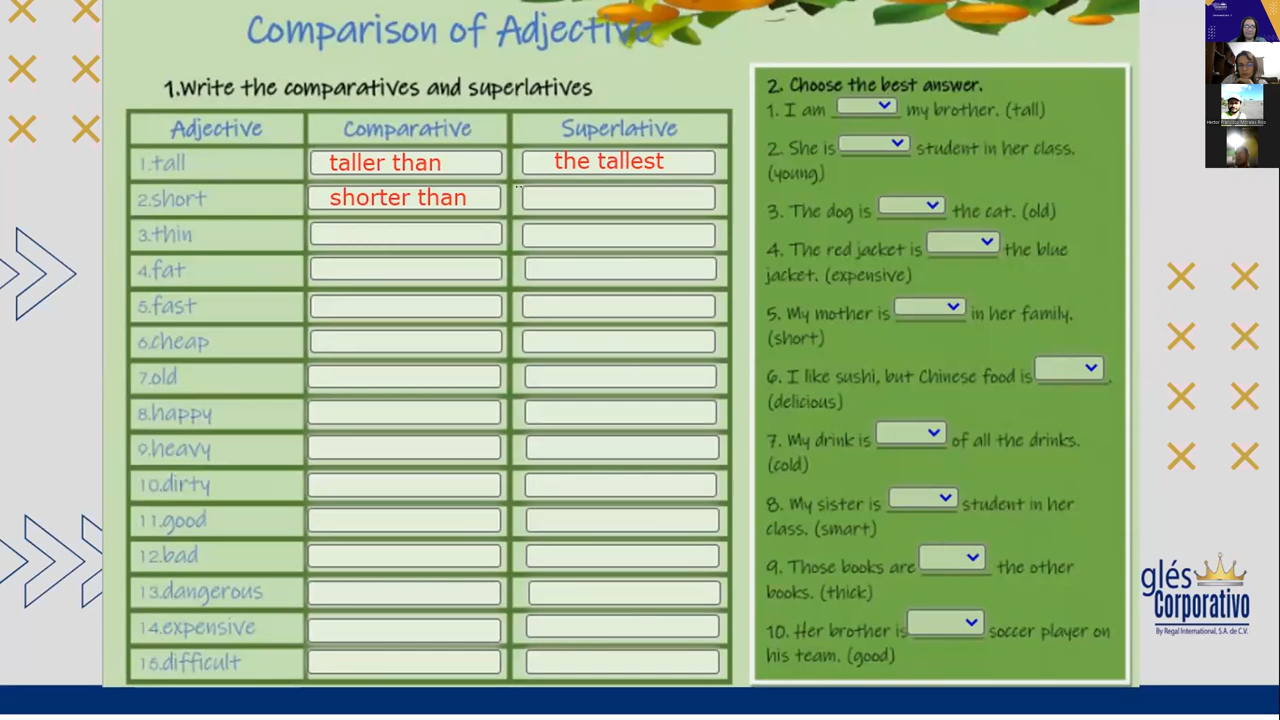 Comparison of Adjective
1.Write the comparatives and superlatives
Adjective Comparative Superlative
1.tall taller than the tallest
2.short shorter than
3.thin
4.fat
5.fast
6.cheap
7.old
8.happy
9.heavy
10.dirty
11.good
12.bad
13.dangerous
14.expensive
15.difficult
2. Choose the best answer.
1. I am my brother. (tall)
2. She is student in her class.
(young)
3. The dog is the cat. (old)
4. The red jacket is the blue
jacket. (expensive)
5. My mother is in her family.
(short)
6. I like sushi, but Chinese food is .
(delicious)
7. My drink is of all the drinks.
(cold)
8. My sister is student in her
class. (smart)
9. Those books are the other
books. (thick)
10. Her brother is soccer player on
his team. (good)
glés
Corporativo
By Regal International, S.A. de C.V.